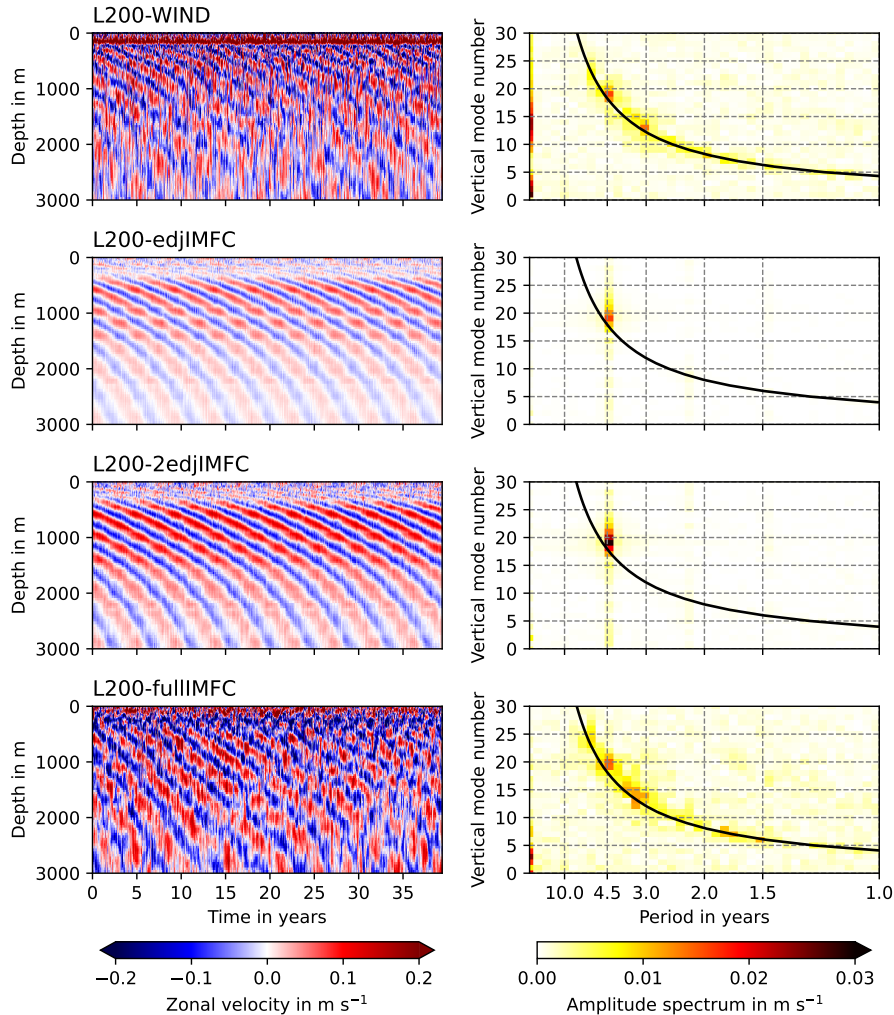 L200-WIND
0
1000
2000
3000
Depth in m
30
25
20
15
10
5
0
Vertical mode number
L200-edjIMFC
0
1000
2000
3000
Depth in m
30
25
20
15
10
5
0
Vertical mode number
L200-2edjIMFC
0
1000
2000
3000
Depth in m
30
25
20
15
10
5
0
Vertical mode number
L200-fullIMFC
0
1000
2000
3000
Depth in m
0 5 10 15 20 25 30 35
Time in years
30
25
20
15
10
5
0
Vertical mode number
10.0 4.5 3.0 2.0 1.5 1.0
Period in years
−0.2 −0.1 0.0 0.1 0.2
Zonal velocity in m s⁻¹
0.00 0.01 0.02 0.03
Amplitude spectrum in m s⁻¹